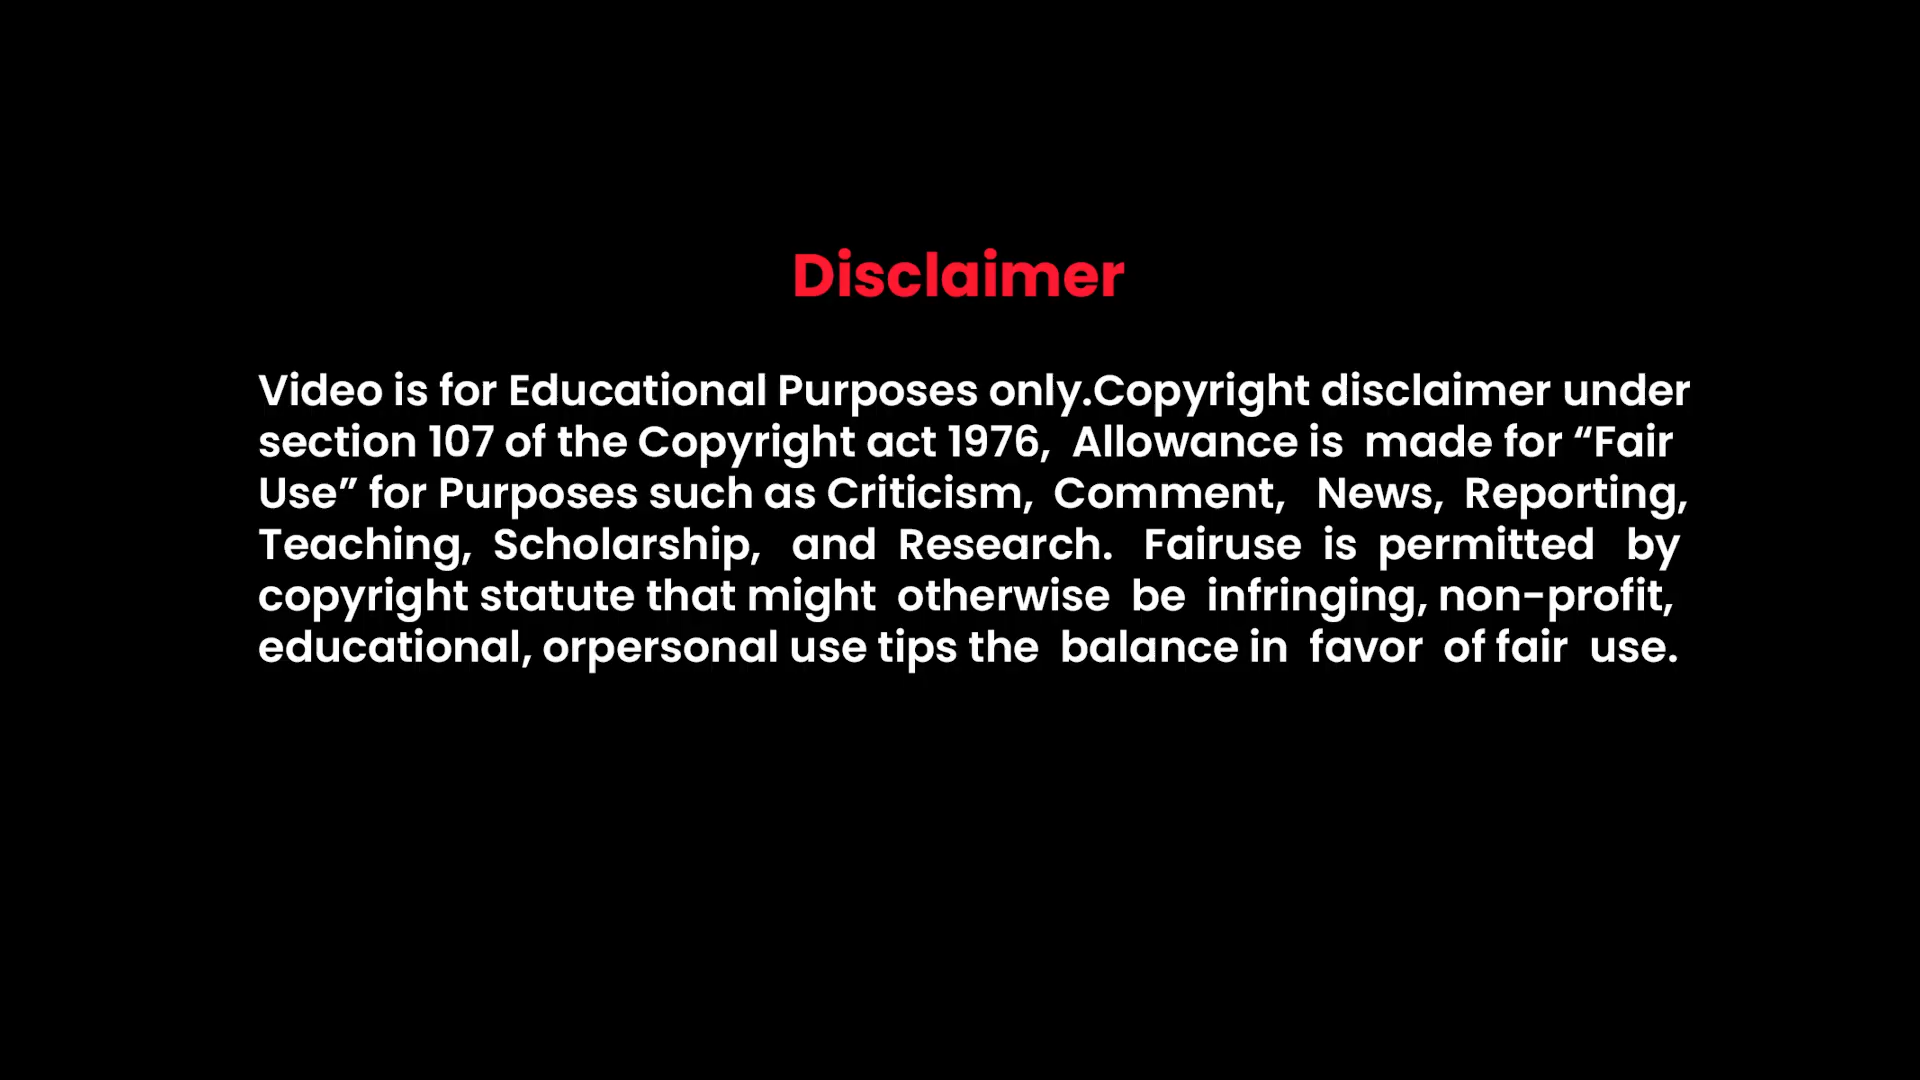 Disclaimer
Video is for Educational Purposes only.Copyright disclaimer under
section 107 of the Copyright act 1976, Allowance is made for “Fair
Use” for Purposes such as Criticism, Comment, News, Reporting,
Teaching, Scholarship, and Research. Fairuse is permitted by
copyright statute that might otherwise be infringing, non-profit,
educational, orpersonal use tips the balance in favor of fair use.